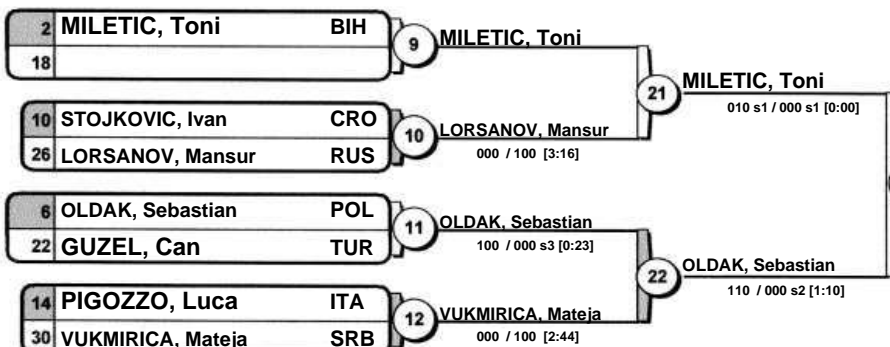 2 MILETIC, Toni BIH
18
9
MILETIC, Toni
10 STOJKOVIC, Ivan CRO
26 LORSANOV, Mansur RUS
10
LORSANOV, Mansur
000 / 100 [3:16]
21
MILETIC, Toni
010 s1 / 000 s1 [0:00]
6 OLDAK, Sebastian POL
22 GUZEL, Can TUR
11
OLDAK, Sebastian
100 / 000 s3 [0:23]
14 PIGOZZO, Luca ITA
30 VUKMIRICA, Mateja SRB
12
VUKMIRICA, Mateja
000 / 100 [2:44]
22
OLDAK, Sebastian
110 / 000 s2 [1:10]